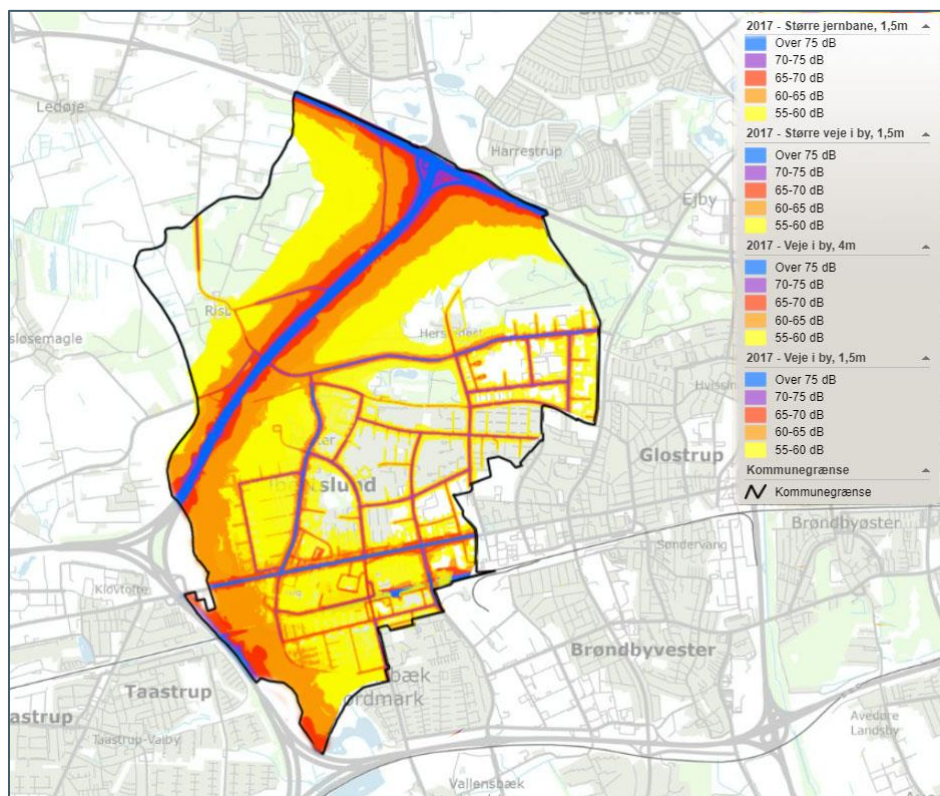 2017 - Større jernbane, 1,5m
Over 75 dB
70-75 dB
65-70 dB
60-65 dB
55-60 dB
2017 - Større veje i by, 1,5m
Over 75 dB
70-75 dB
65-70 dB
60-65 dB
55-60 dB
2017 - Veje i by, 4m
Over 75 dB
70-75 dB
65-70 dB
60-65 dB
55-60 dB
2017 - Veje i by, 1,5m
Over 75 dB
70-75 dB
65-70 dB
60-65 dB
55-60 dB
Kommunegrænse
Kommunegrænse
Ledøje
Harrestrup
Ejby
Ris
sløsemagle
Hers
Hvissin
Glostrup
slund
Brøndbyøster
Søndervang
Klovtofte
Brøndbyvester
Taastrup
bæk
ordmark
aastrup
Taastrup-Valby
Avedøre
Landsby
Vallensbæk